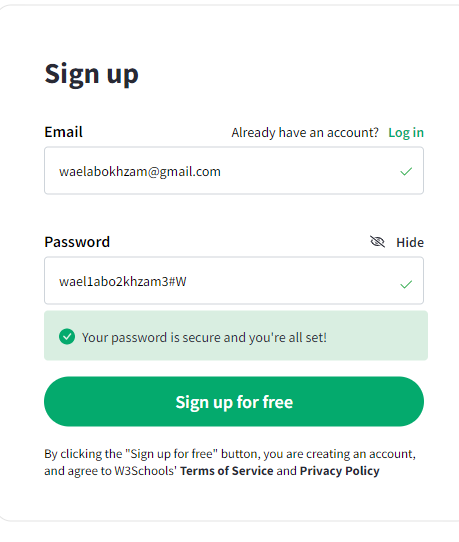 Sign up
Email
Already have an account? Log in
waelabokhzam@gmail.com
Password
Hide
wael1abo2khzam3#W
Your password is secure and you're all set!
Sign up for free
By clicking the "Sign up for free" button, you are creating an account,
and agree to W3Schools' Terms of Service and Privacy Policy